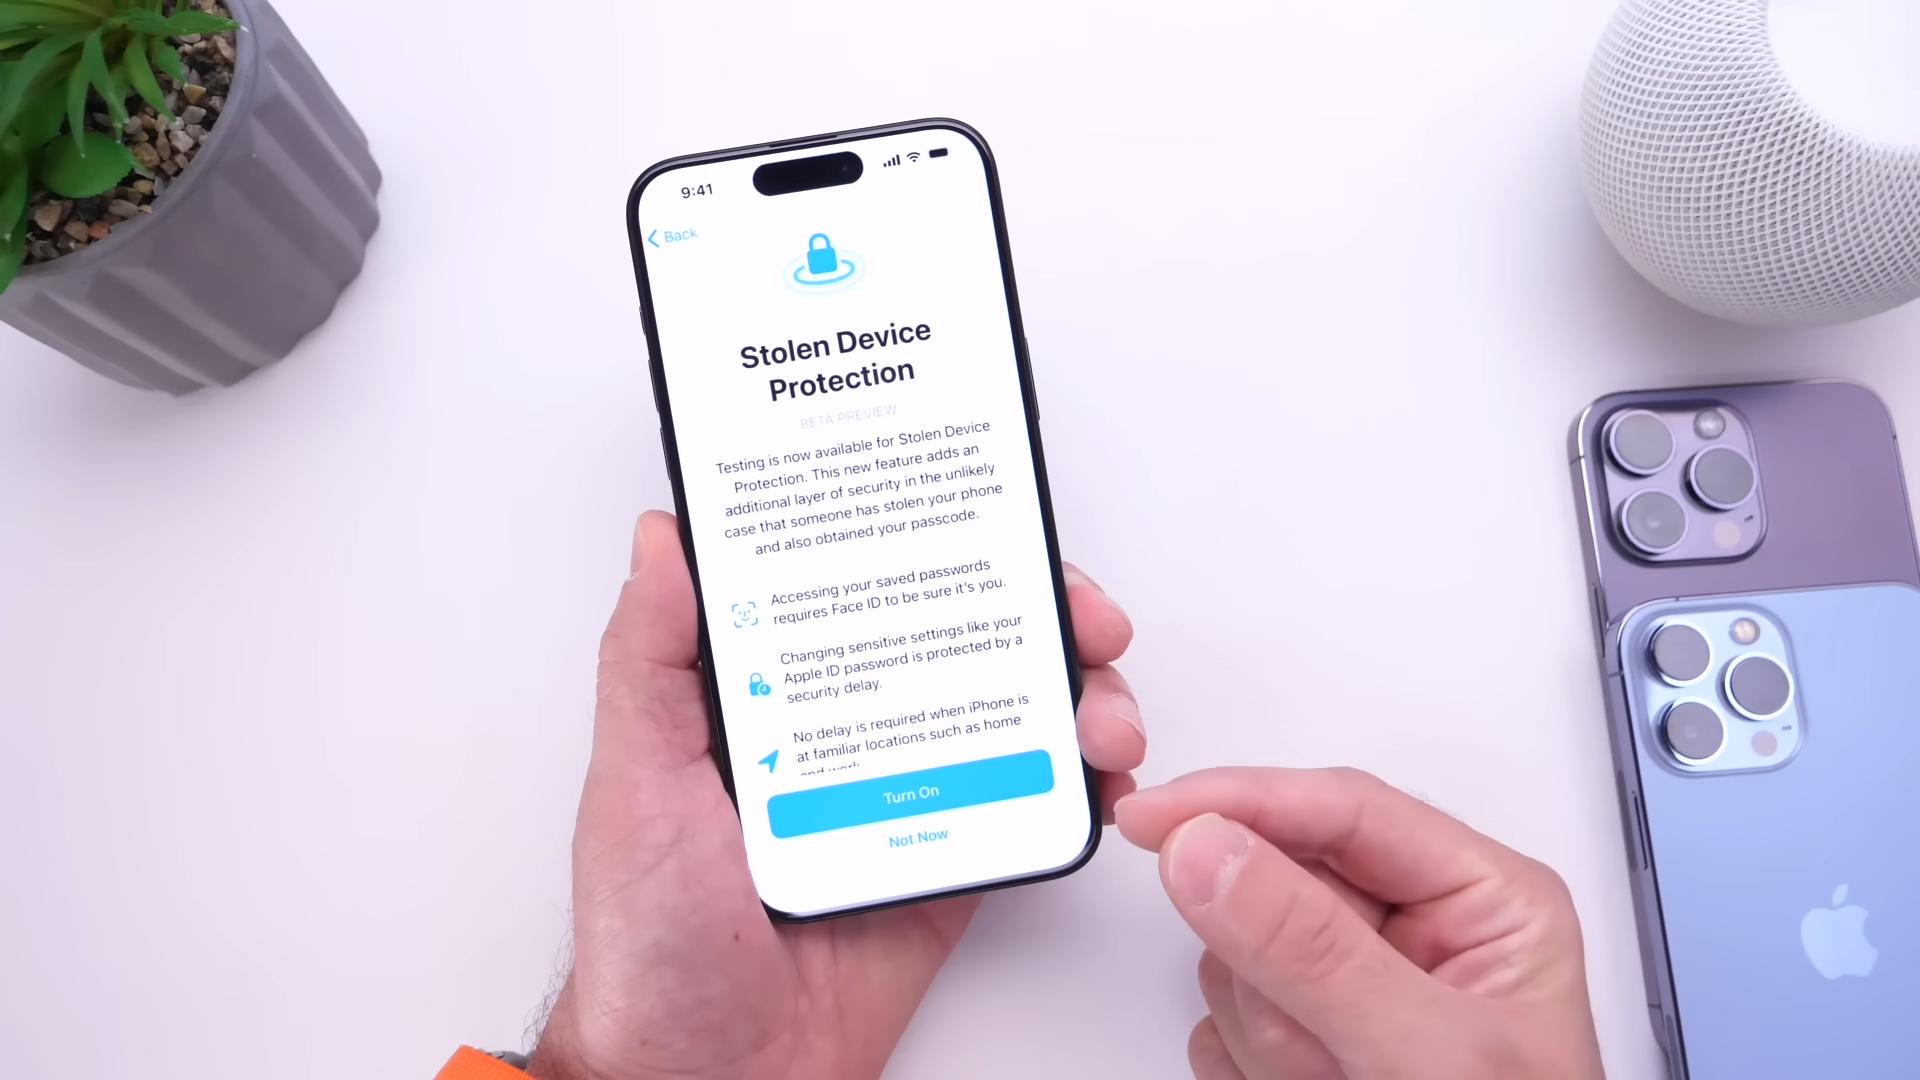 9:41
Back
Stolen Device
Protection
BETA PREVIEW
Testing is now available for Stolen Device
Protection. This new feature adds an
additional layer of security in the unlikely
case that someone has stolen your phone
and also obtained your passcode.
Accessing your saved passwords
requires Face ID to be sure it's you.
Changing sensitive settings like your
Apple ID password is protected by a
security delay.
No delay is required when iPhone is
at familiar locations such as home
and work.
Turn On
Not Now